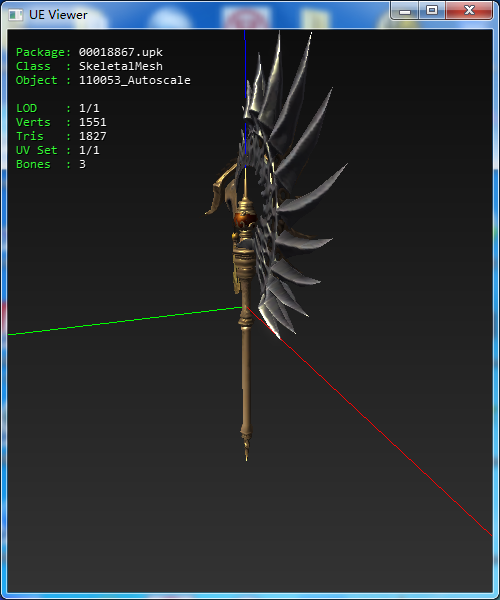 UE Viewer
Package: 00018867.upk
Class : SkeletalMesh
Object : 110053_Autoscale
LOD : 1/1
Verts : 1551
Tris : 1827
UV Set : 1/1
Bones : 3